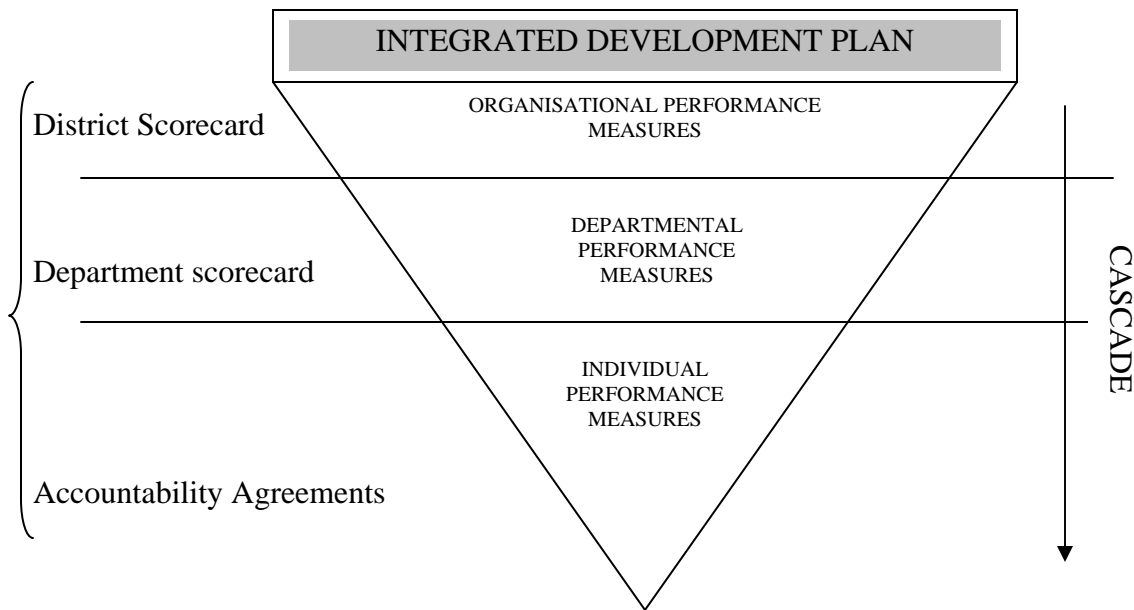 INTEGRATED DEVELOPMENT PLAN
District Scorecard
ORGANISATIONAL PERFORMANCE
MEASURES
Department scorecard
DEPARTMENTAL
PERFORMANCE
MEASURES
CASCADE
INDIVIDUAL
PERFORMANCE
MEASURES
Accountability Agreements